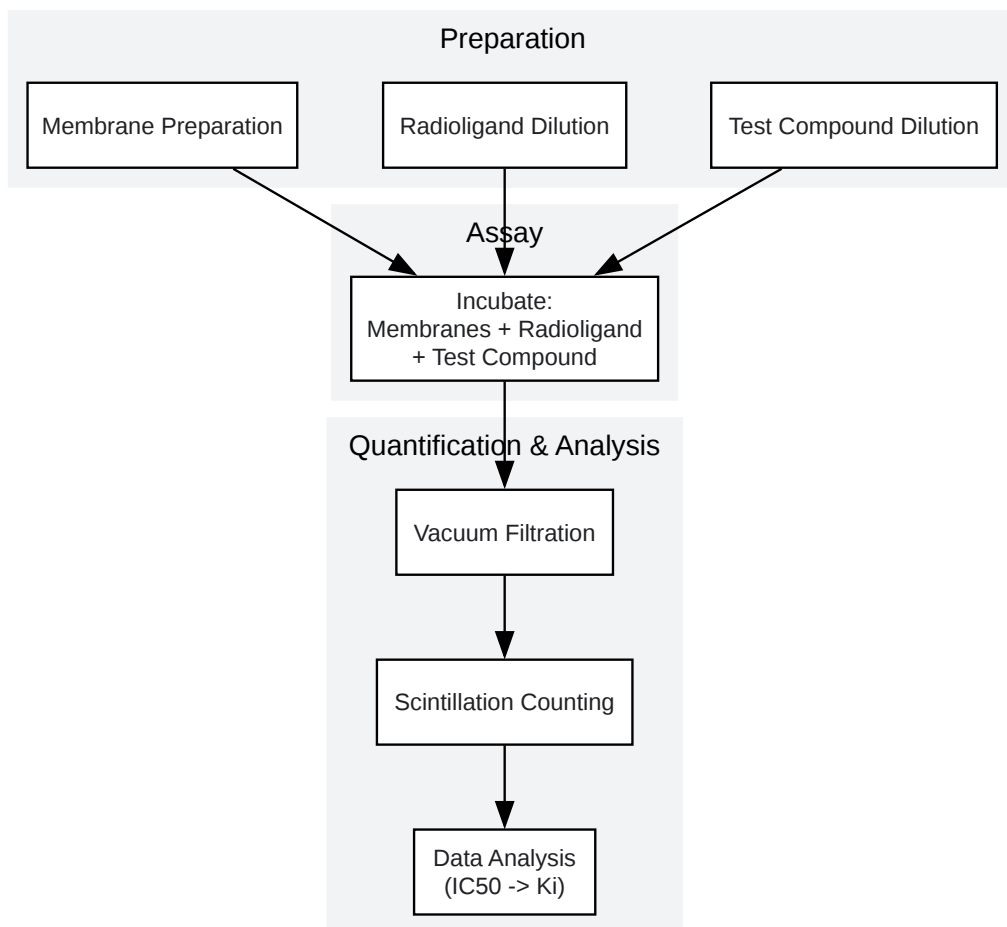 Preparation
Membrane Preparation
Radioligand Dilution
Test Compound Dilution
Assay
Incubate:
Membranes + Radioligand
+ Test Compound
Quantification & Analysis
Vacuum Filtration
Scintillation Counting
Data Analysis
(IC50 -> Ki)